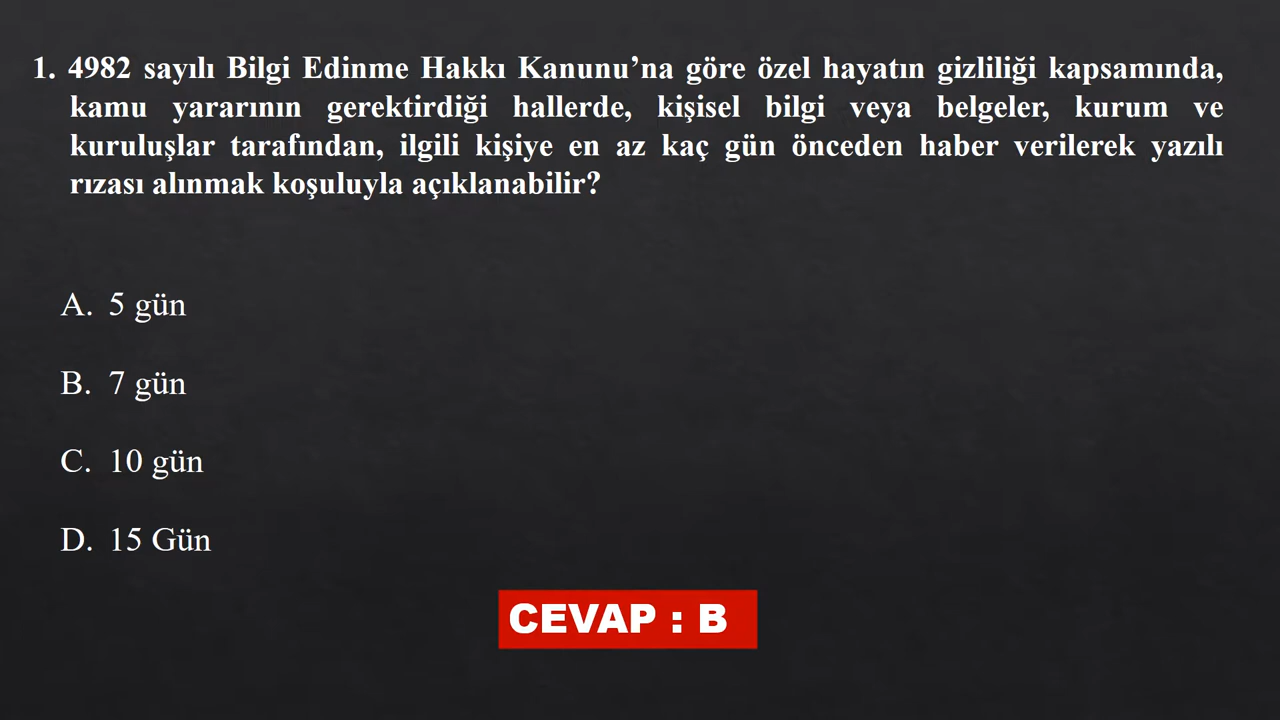 1. 4982 sayılı Bilgi Edinme Hakkı Kanunu’na göre özel hayatın gizliliği kapsamında,
kamu yararının gerektirdiği hallerde, kişisel bilgi veya belgeler, kurum ve
kuruluşlar tarafından, ilgili kişiye en az kaç gün önceden haber verilerek yazılı
rızası alınmak koşuluyla açıklanabilir?
A. 5 gün
B. 7 gün
C. 10 gün
D. 15 Gün
CEVAP : B